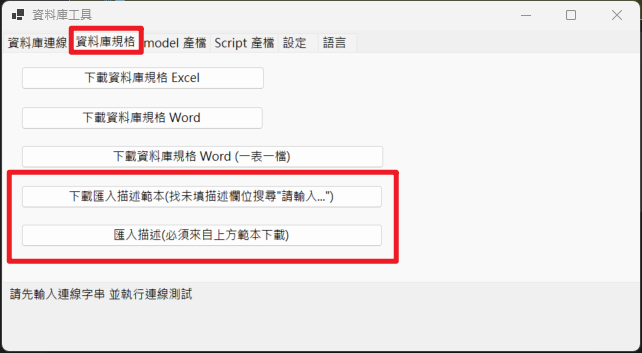 資料庫工具
資料庫連線 資料庫規格 model 產檔 Script 產檔 設定 語言
下載資料庫規格 Excel
下載資料庫規格 Word
下載資料庫規格 Word (一表一檔)
下載匯入描述範本(找未填描述欄位搜尋"請輸入...")
匯入描述(必須來自上方範本下載)
請先輸入連線字串 並執行連線測試